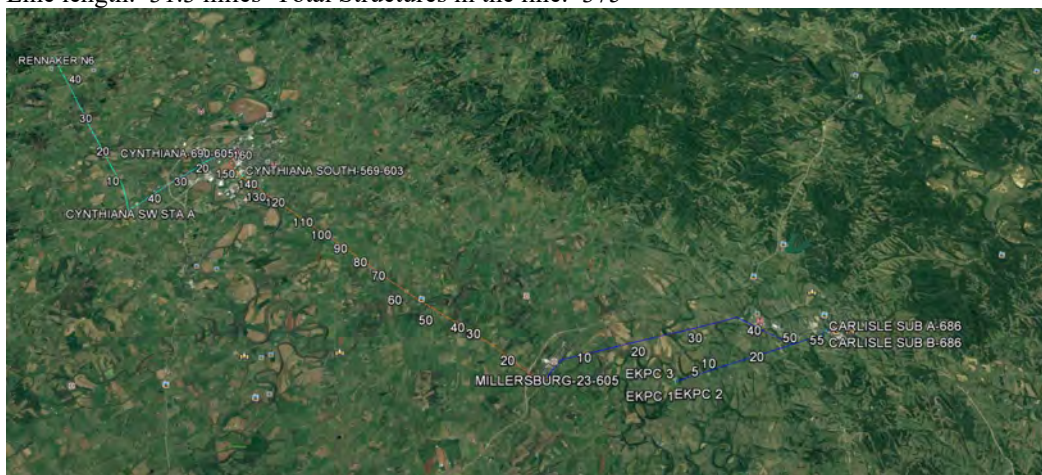 Line length: miles Total Structures in the line:
RENNAKER N6
40
30
20
10
CYNTHIANA SW STA A
40
30
20
CYNTHIANA-690-605
160
150
CYNTHIANA SOUTH-569-603
140
130
120
110
100
90
80
70
60
50
40
30
20
MILLERSBURG-23-605
10
20
30
40
50
55
CARLISLE SUB A-686
CARLISLE SUB B-686
20
10
5
EKPC 3
EKPC 1
EKPC 2